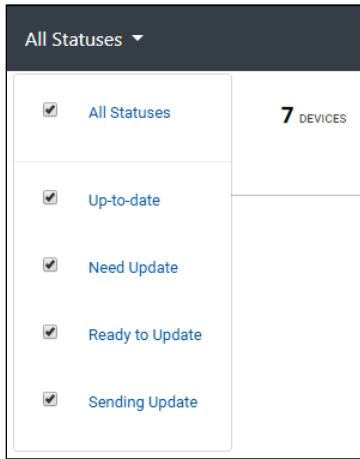 All Statuses
All Statuses
7 DEVICES
Up-to-date
Need Update
Ready to Update
Sending Update